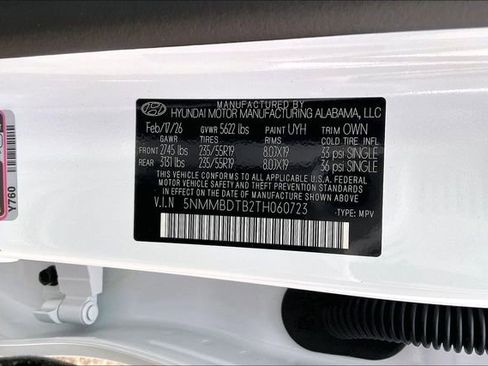 MANUFACTURED BY
HYUNDAI MOTOR MANUFACTURING ALABAMA, LLC
Feb/17/26 GVWR 5622 lbs PAINT UYH TRIM OWN
GAWR TIRES RIMS COLD TIRE INFL
FRONT 2745 lbs 235/55R19 8.0JX19 33 psi SINGLE
REAR 3131 lbs 235/55R19 8.0JX19 36 psi SINGLE
THIS VEHICLE CONFORMS TO ALL APPLICABLE U.S.A FEDERAL
MOTOR VEHICLE SAFETY AND THEFT PREVENTION STANDARDS
IN EFFECT ON THE DATE OF MANUFACTURE SHOWN ABOVE
V.I.N 5NMMBDTB2TH060723
-TYPE: MPV
Y760